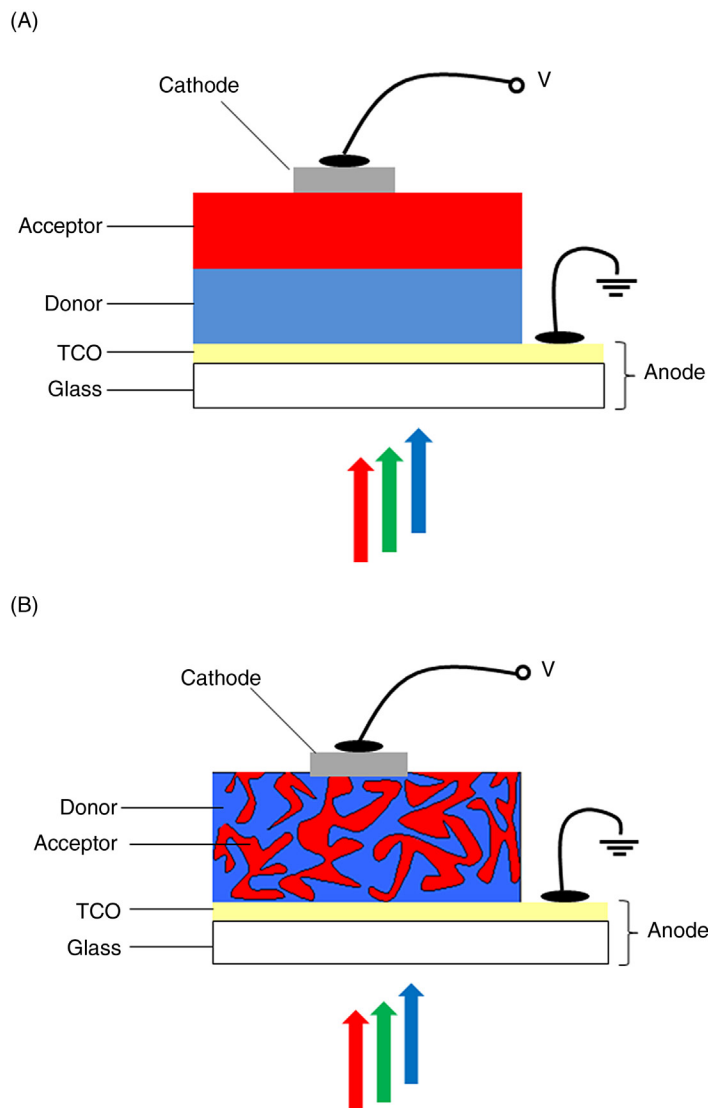 (A)
Cathode
V
Acceptor
Donor
TCO
Glass
Anode
(B)
Cathode
V
Donor
Acceptor
TCO
Glass
Anode